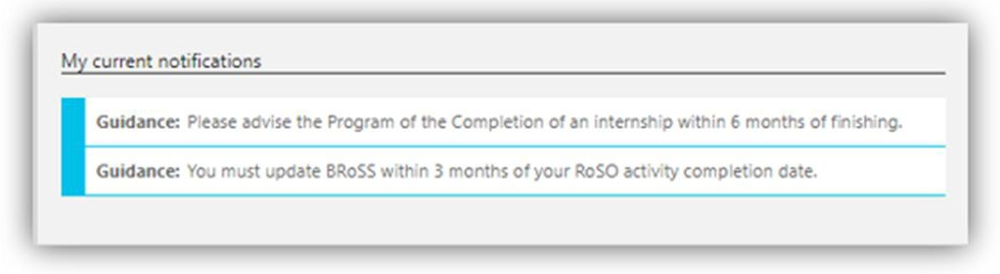 My current notifications
Guidance: Please advise the Program of the Completion of an internship within 6 months of finishing.
Guidance: You must update BRoSS within 3 months of your RoSO activity completion date.